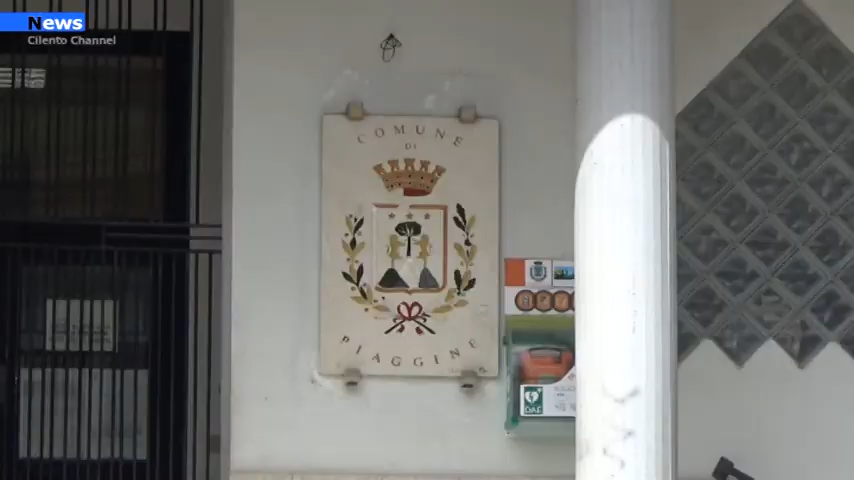 News
Cilento Channel
COMUNE
DI
PIAGGINE
DAE